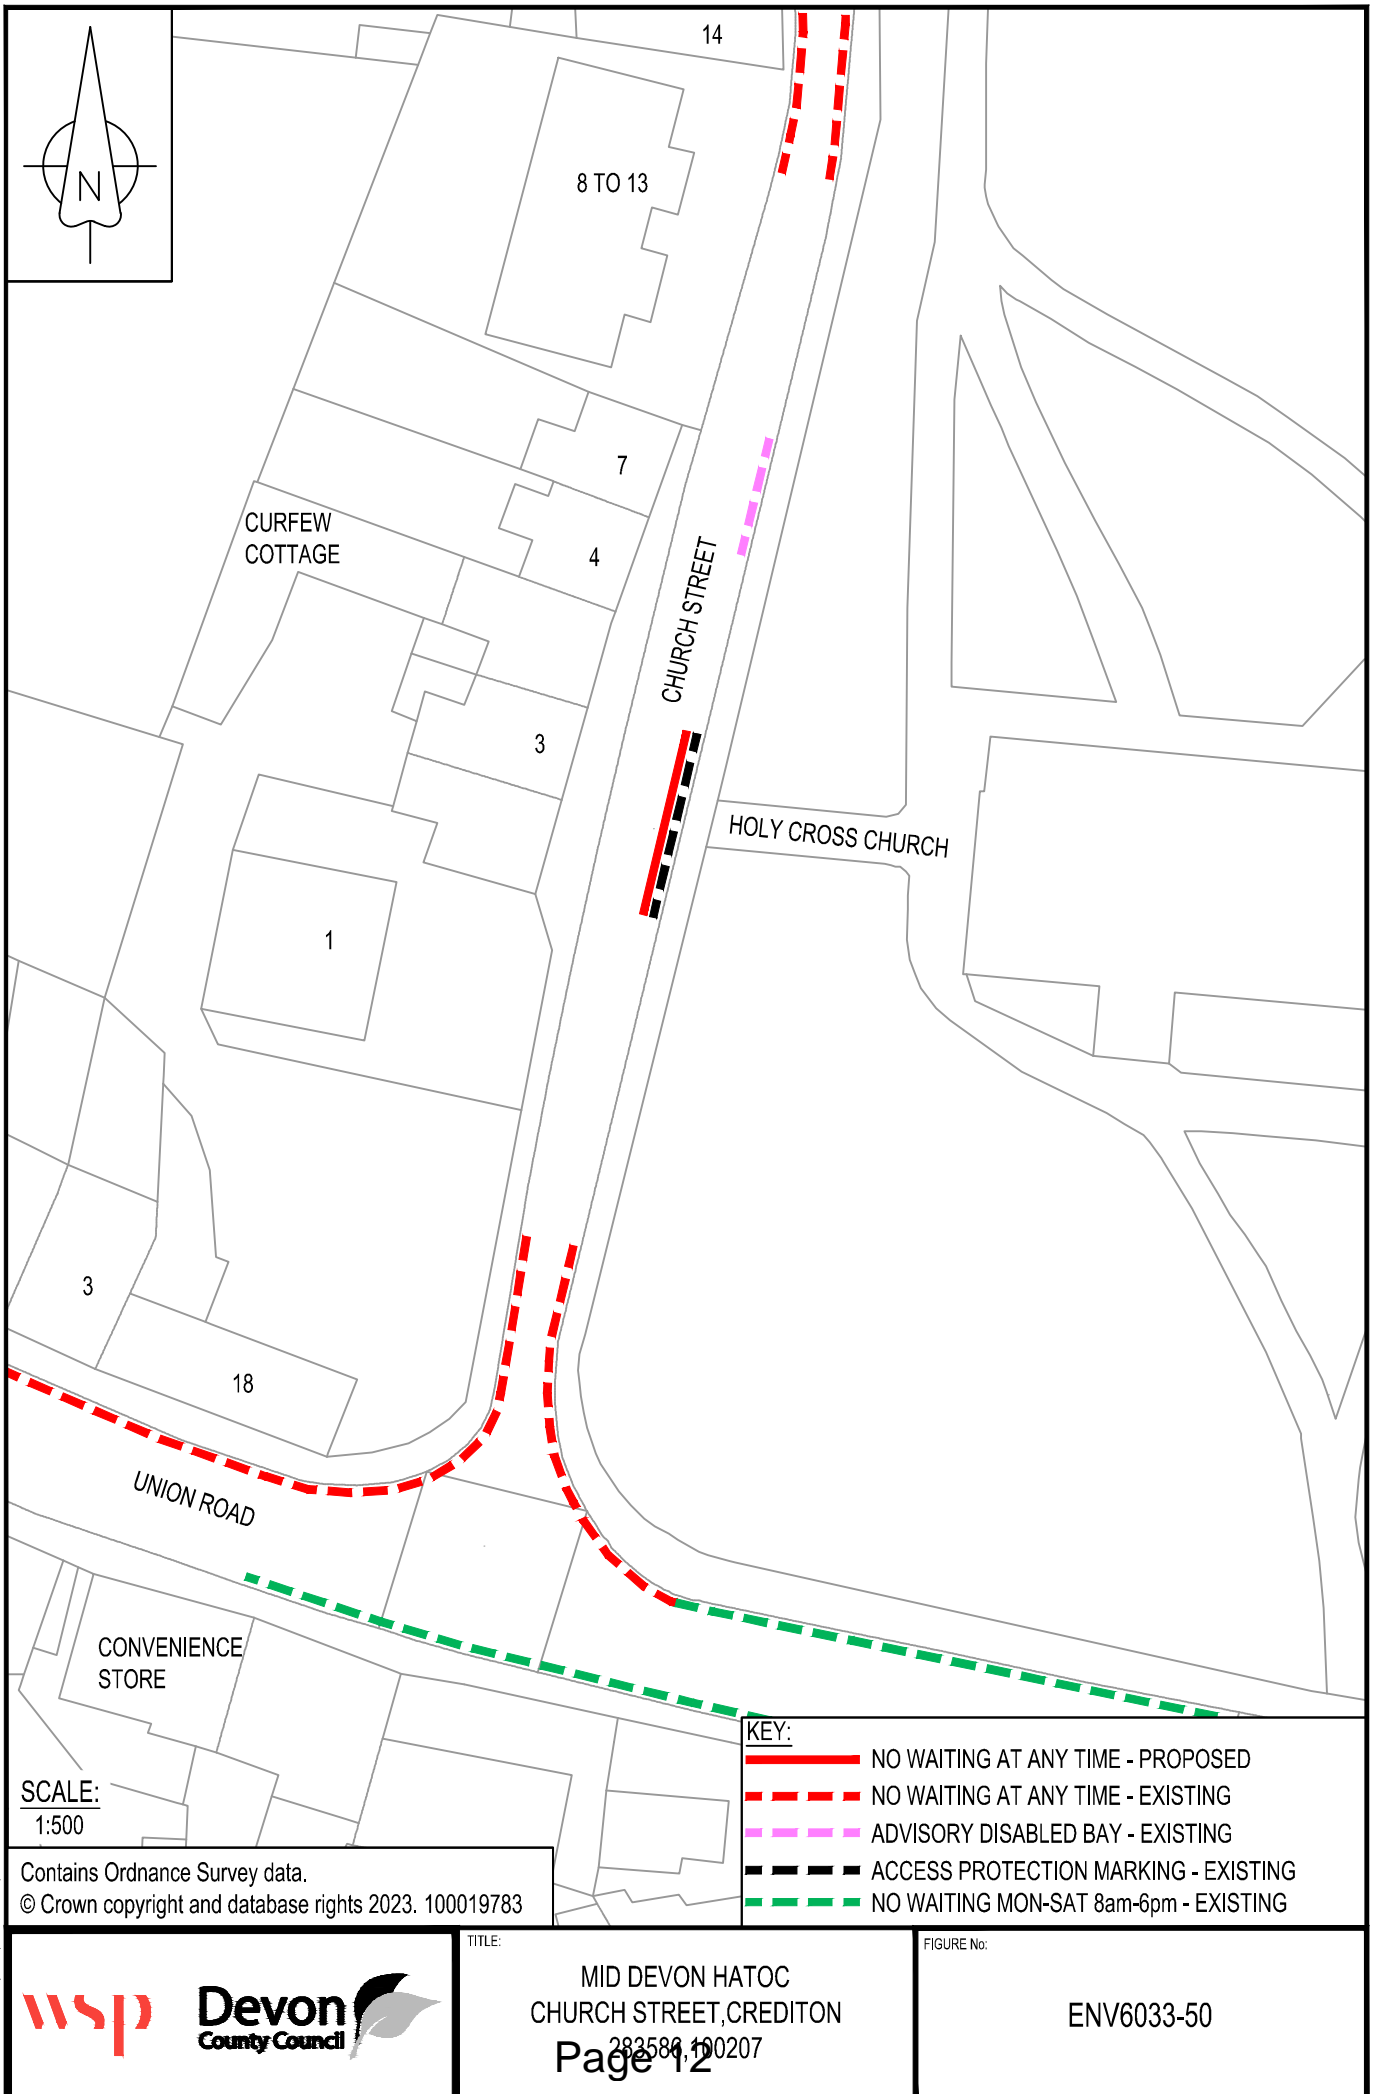 14
N
8 TO 13
7
CURFEW
COTTAGE
4
CHURCH STREET
3
HOLY CROSS CHURCH
1
3
18
UNION ROAD
CONVENIENCE
STORE
SCALE:
1:500
KEY:
NO WAITING AT ANY TIME - PROPOSED
NO WAITING AT ANY TIME - EXISTING
ADVISORY DISABLED BAY - EXISTING
ACCESS PROTECTION MARKING - EXISTING
NO WAITING MON-SAT 8am-6pm - EXISTING
Contains Ordnance Survey data.
© Crown copyright and database rights 2023. 100019783
wsp
Devon
County Council
TITLE:
MID DEVON HATOC
CHURCH STREET,CREDITON
283586,100207
Page 12
FIGURE No:
ENV6033-50